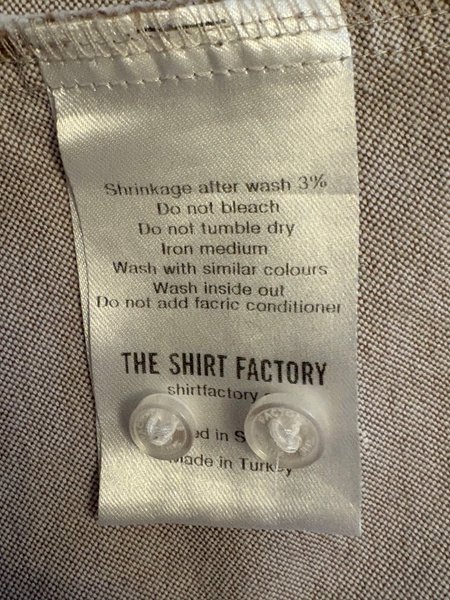 Shrinkage after wash 3%
Do not bleach
Do not tumble dry
Iron medium
Wash with similar colours
Wash inside out
Do not add facric conditioner
THE SHIRT FACTORY
shirtfactory
in
Made in Turkey